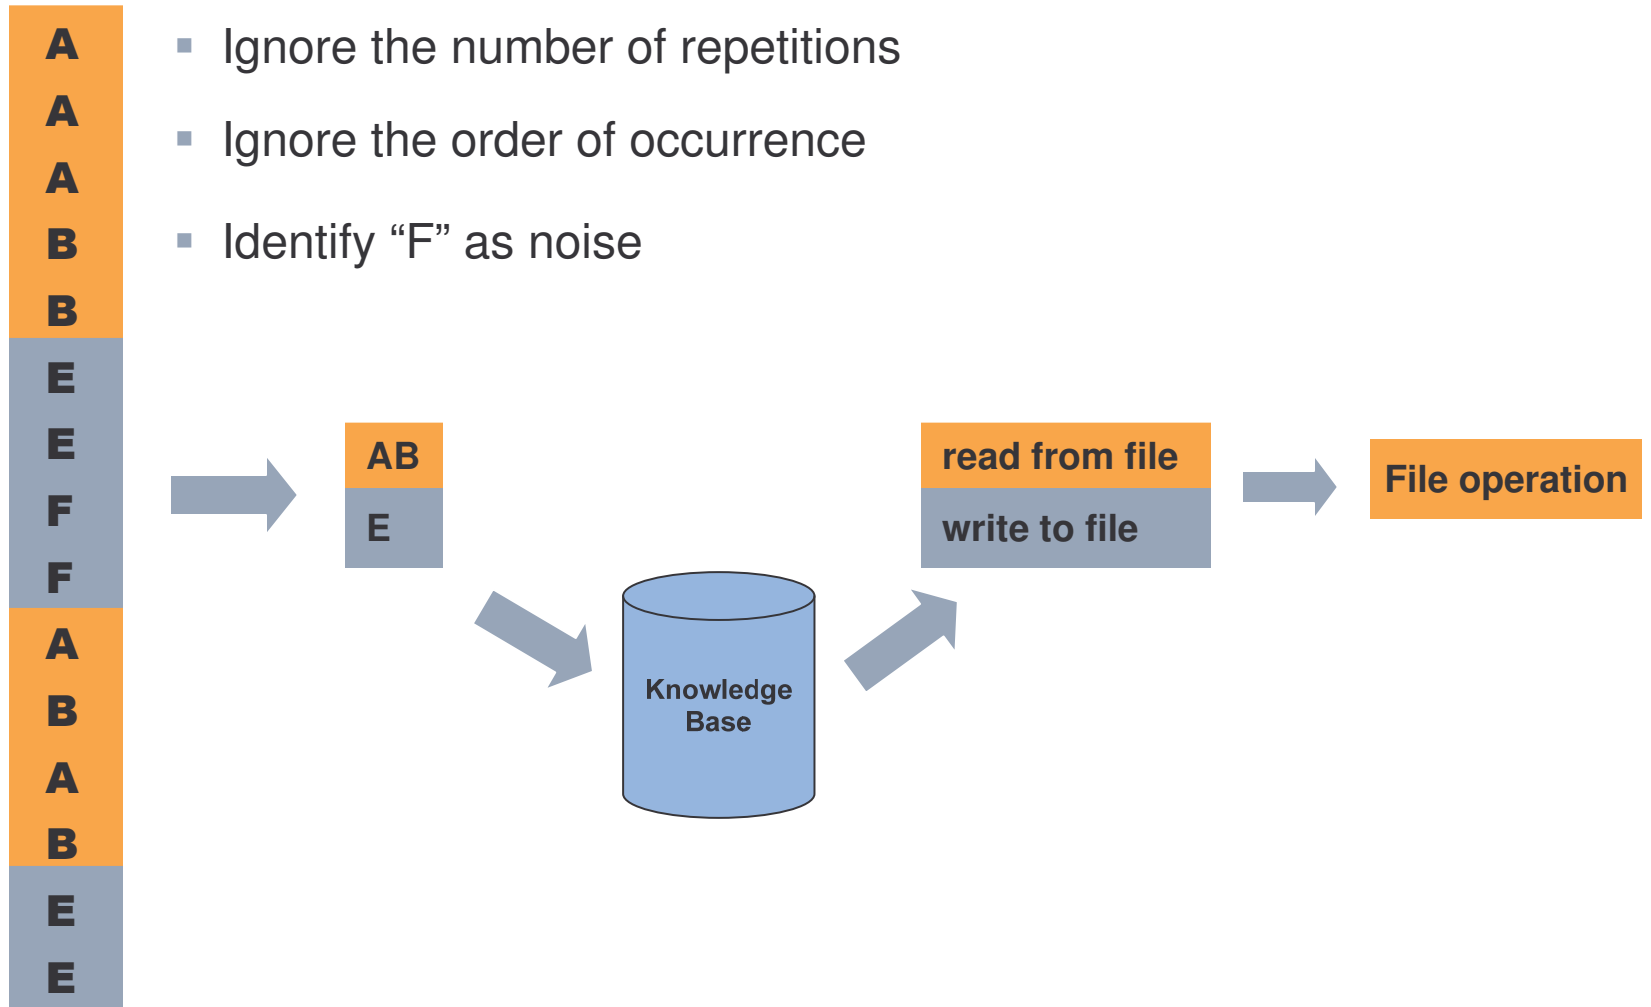 A
A
A
B
B
E
E
F
F
A
B
A
B
E
E
Ignore the number of repetitions
Ignore the order of occurrence
Identify “F” as noise
AB
E
Knowledge
Base
read from file
write to file
File operation